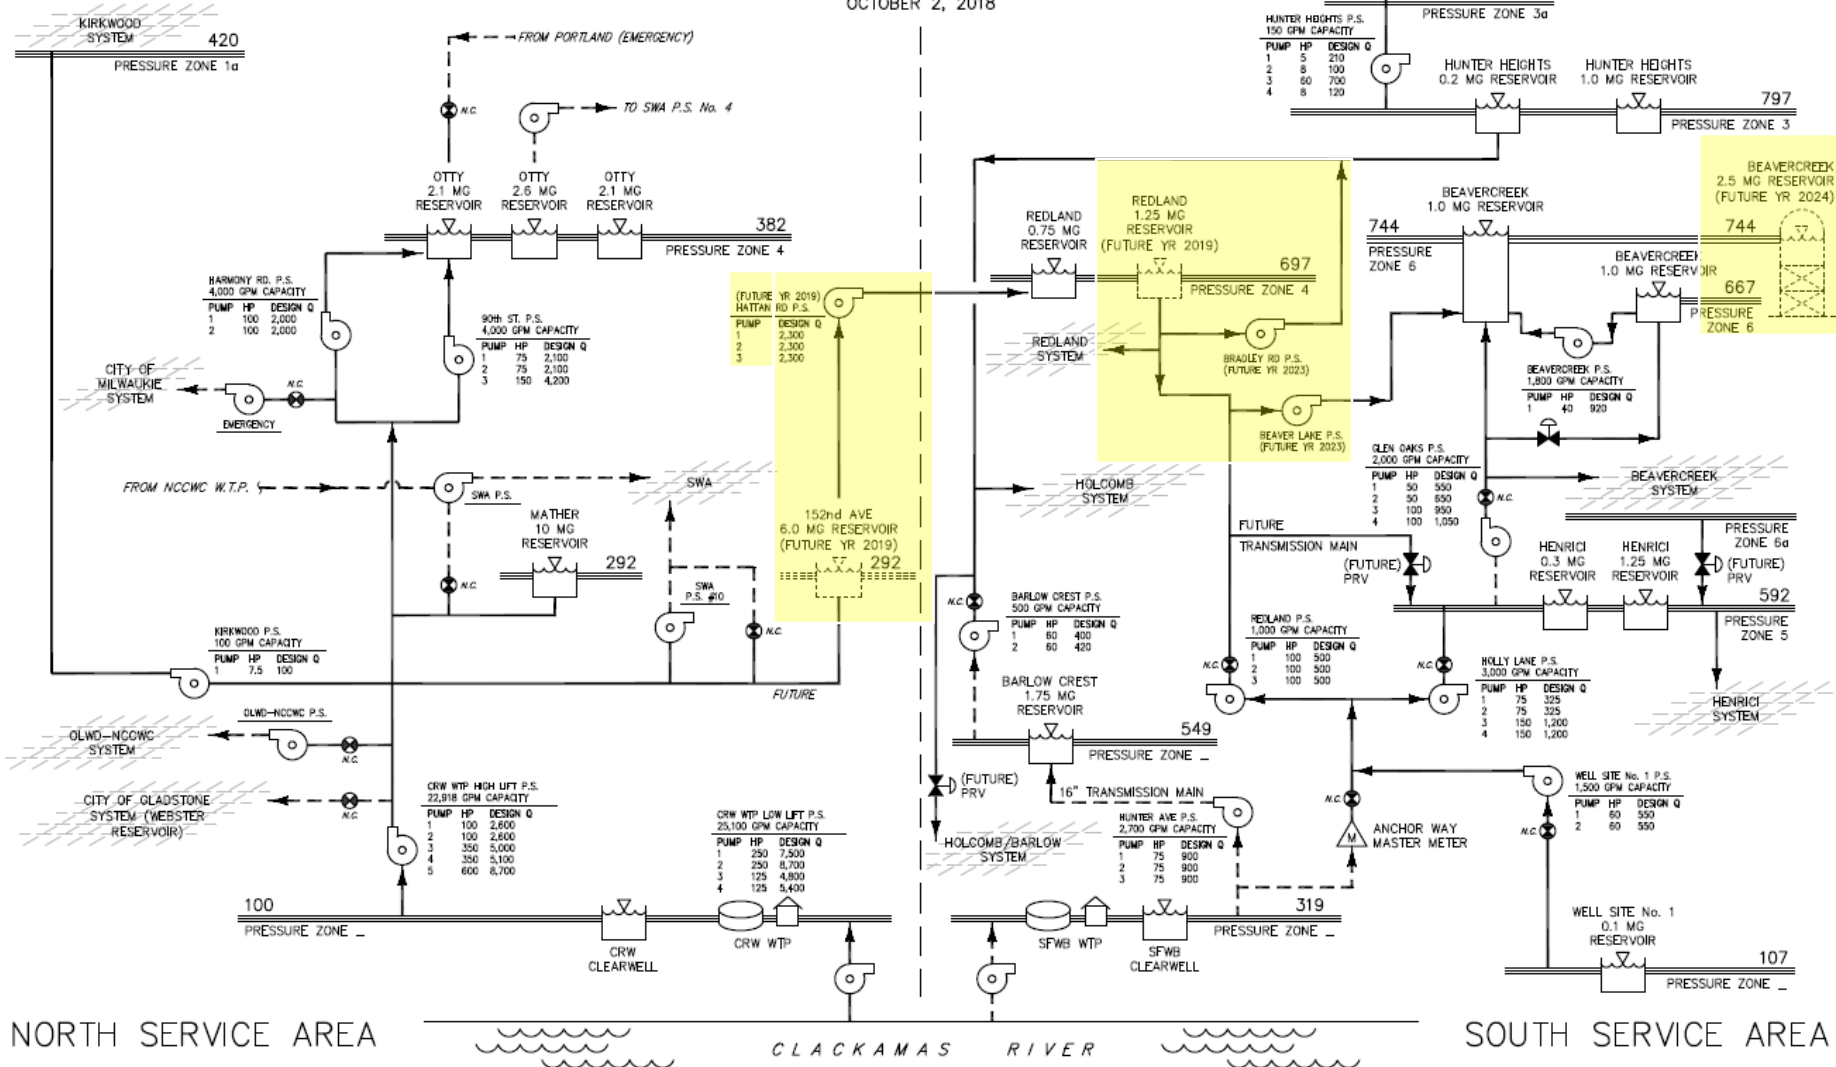 OCTOBER 2, 2018
KIRKWOOD
SYSTEM
420
PRESSURE ZONE 1a
FROM PORTLAND (EMERGENCY)
N.C.
TO SWA P.S. No. 4
OTTY
2.1 MG
RESERVOIR
OTTY
2.6 MG
RESERVOIR
OTTY
2.1 MG
RESERVOIR
382
PRESSURE ZONE 4
HARMONY RD. P.S.
4,000 GPM CAPACITY
PUMP HP DESIGN Q
1 100 2,000
2 100 2,000
90th ST. P.S.
4,000 GPM CAPACITY
PUMP HP DESIGN Q
1 75 2,100
2 75 2,100
3 150 4,200
CITY OF
MILWAUKIE
SYSTEM
N.C.
EMERGENCY
FROM NCCWC W.T.P.
SWA P.S.
SWA
MATHER
10 MG
RESERVOIR
292
N.C.
SWA
P.S. #10
N.C.
KIRKWOOD P.S.
100 GPM CAPACITY
PUMP HP DESIGN Q
1 7.5 100
FUTURE
OLWD-NCCWC P.S.
OLWD-NCCWC
SYSTEM
N.C.
CITY OF GLADSTONE
SYSTEM (WEBSTER
RESERVOIR)
N.C.
CRW WTP HIGH LIFT P.S.
22,918 GPM CAPACITY
PUMP HP DESIGN Q
1 100 2,600
2 100 2,600
3 350 5,000
4 350 5,100
5 600 8,700
CRW WTP LOW LIFT P.S.
25,100 GPM CAPACITY
PUMP HP DESIGN Q
1 250 7,500
2 250 8,700
3 125 4,800
4 125 5,400
100
PRESSURE ZONE _
CRW
CLEARWELL
CRW WTP
(FUTURE YR 2019)
HATTAN RD P.S.
PUMP DESIGN Q
1 2,300
2 2,300
3 2,300
152nd AVE
6.0 MG RESERVOIR
(FUTURE YR 2019)
292
PRESSURE ZONE 3a
HUNTER HEIGHTS P.S.
150 GPM CAPACITY
PUMP HP DESIGN Q
1 5 210
2 8 100
3 60 700
4 8 120
HUNTER HEIGHTS
0.2 MG RESERVOIR
HUNTER HEIGHTS
1.0 MG RESERVOIR
797
PRESSURE ZONE 3
REDLAND
0.75 MG
RESERVOIR
REDLAND
1.25 MG
RESERVOIR
(FUTURE YR 2019)
697
PRESSURE ZONE 4
REDLAND
SYSTEM
BRADLEY RD P.S.
(FUTURE YR 2023)
BEAVER LAKE P.S.
(FUTURE YR 2023)
BEAVERCREEK
1.0 MG RESERVOIR
744
PRESSURE
ZONE 6
BEAVERCREEK
2.5 MG RESERVOIR
(FUTURE YR 2024)
744
BEAVERCREEK
1.0 MG RESERVOIR
667
PRESSURE
ZONE 6
BEAVERCREEK P.S.
1,800 GPM CAPACITY
PUMP HP DESIGN Q
1 40 920
GLEN OAKS P.S.
2,000 GPM CAPACITY
PUMP HP DESIGN Q
1 50 550
2 50 650
3 100 950
4 100 1,050
N.C.
BEAVERCREEK
SYSTEM
HOLCOMB
SYSTEM
FUTURE
TRANSMISSION MAIN
(FUTURE)
PRV
HENRICI
0.3 MG
RESERVOIR
HENRICI
1.25 MG
RESERVOIR
PRESSURE
ZONE 6a
(FUTURE)
PRV
592
PRESSURE
ZONE 5
HENRICI
SYSTEM
N.C.
BARLOW CREST P.S.
500 GPM CAPACITY
PUMP HP DESIGN Q
1 60 400
2 60 420
REDLAND P.S.
1,000 GPM CAPACITY
PUMP HP DESIGN Q
1 100 500
2 100 500
3 100 500
N.C.
N.C.
HOLLY LANE P.S.
3,000 GPM CAPACITY
PUMP HP DESIGN Q
1 75 325
2 75 325
3 150 1,200
4 150 1,200
BARLOW CREST
1.75 MG
RESERVOIR
549
PRESSURE ZONE _
(FUTURE)
PRV
16" TRANSMISSION MAIN
HOLCOMB/BARLOW
SYSTEM
HUNTER AVE P.S.
2,700 GPM CAPACITY
PUMP HP DESIGN Q
1 75 900
2 75 900
3 75 900
N.C.
M
ANCHOR WAY
MASTER METER
WELL SITE No. 1 P.S.
1,500 GPM CAPACITY
PUMP HP DESIGN Q
1 60 550
2 60 550
N.C.
319
PRESSURE ZONE _
SFWB WTP
SFWB
CLEARWELL
WELL SITE No. 1
0.1 MG
RESERVOIR
107
PRESSURE ZONE _
NORTH SERVICE AREA
CLACKAMAS RIVER
SOUTH SERVICE AREA